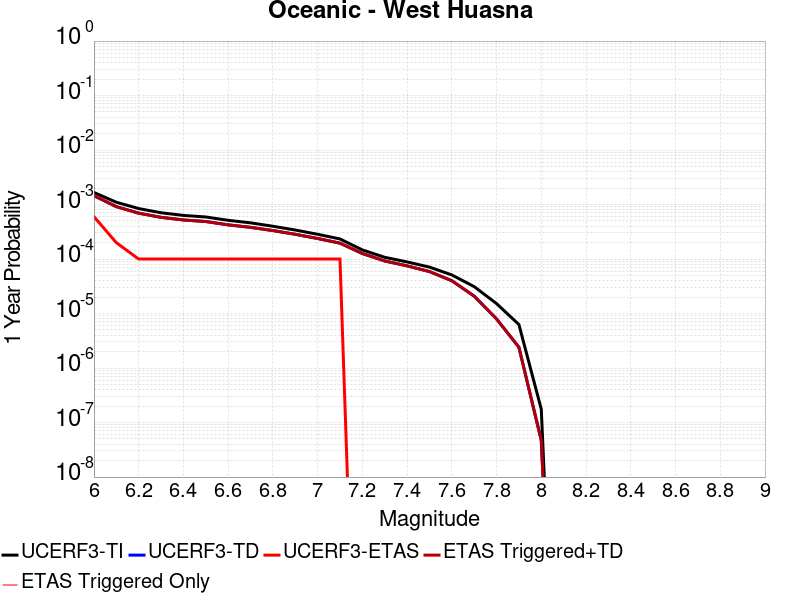 Oceanic - West Huasna
10^0
10^-1
10^-2
10^-3
10^-4
10^-5
10^-6
10^-7
10^-8
1 Year Probability
6 6.2 6.4 6.6 6.8 7 7.2 7.4 7.6 7.8 8 8.2 8.4 8.6 8.8 9
Magnitude
UCERF3-TI UCERF3-TD UCERF3-ETAS ETAS Triggered+TD
ETAS Triggered Only